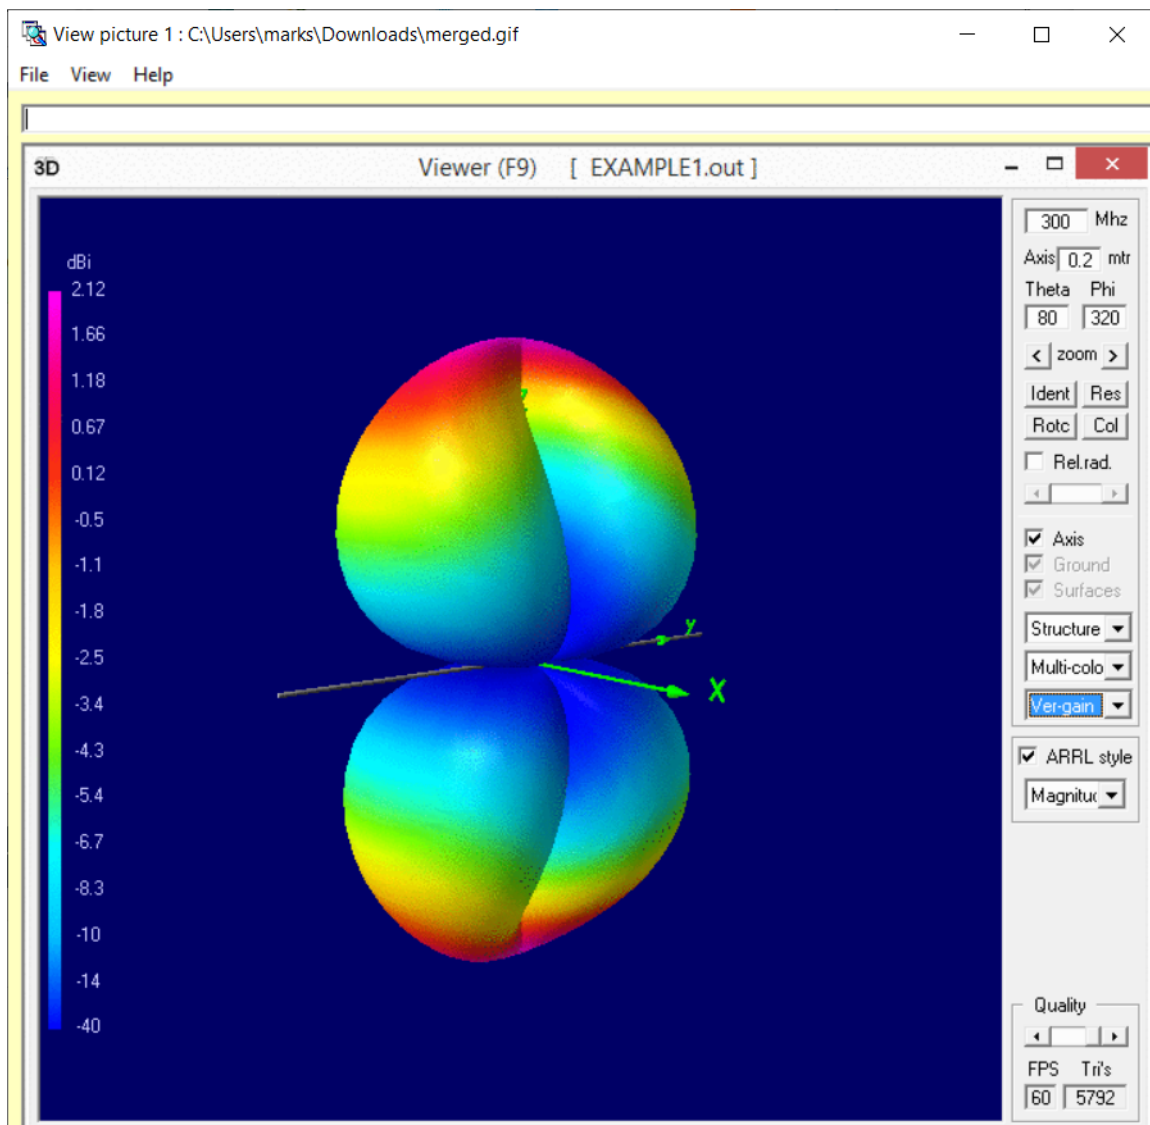 View picture 1 : C:\Users\marks\Downloads\merged.gif
File View Help
3D Viewer (F9) [ EXAMPLE1.out ]
300 Mhz
Axis 0.2 mtr
Theta Phi
80 320
< zoom >
Ident Res
Rotc Col
Rel.rad.
Axis
Ground
Surfaces
Structure
Multi-colo
Ver-gain
ARRL style
Magnitu
Quality
FPS Tri's
60 5792
dBi
2.12
1.66
1.18
0.67
0.12
-0.5
-1.1
-1.8
-2.5
-3.4
-4.3
-5.4
-6.7
-8.3
-10
-14
-40
y
X